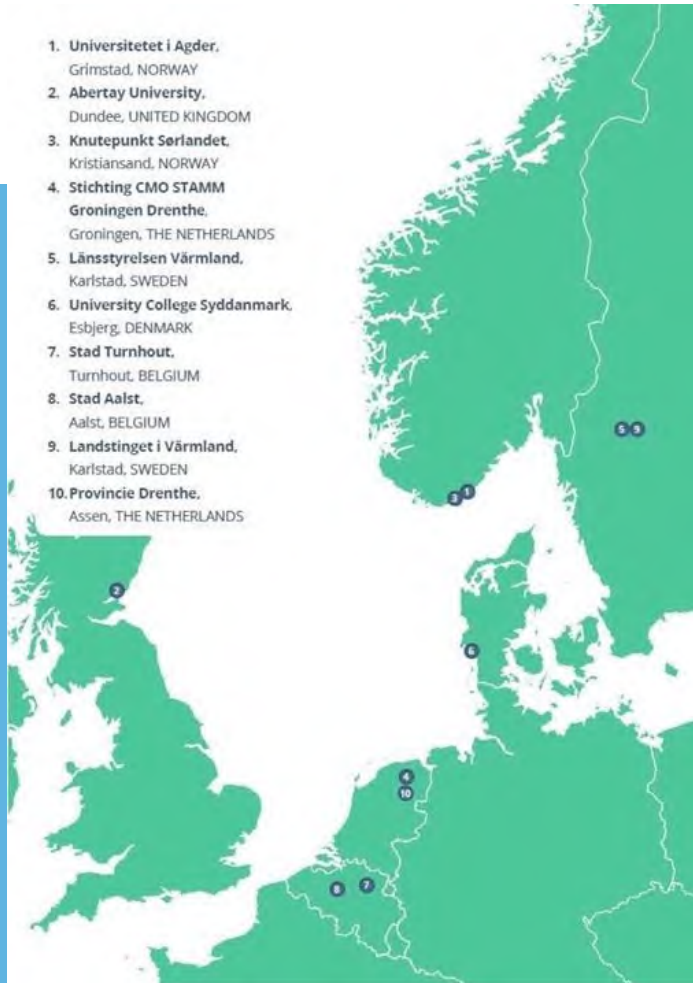 1. Universitetet i Agder,
Grimstad, NORWAY
2. Abertay University,
Dundee, UNITED KINGDOM
3. Knutepunkt Sørlandet,
Kristiansand, NORWAY
4. Stichting CMO STAMM
Groningen Drenthe,
Groningen, THE NETHERLANDS
5. Länsstyrelsen Värmland,
Karlstad, SWEDEN
6. University College Syddanmark,
Esbjerg, DENMARK
7. Stad Turnhout,
Turnhout, BELGIUM
8. Stad Aalst,
Aalst, BELGIUM
9. Landstinget i Värmland,
Karlstad, SWEDEN
10. Provincie Drenthe,
Assen, THE NETHERLANDS
5 9
3 1
2
6
4
10
8 7